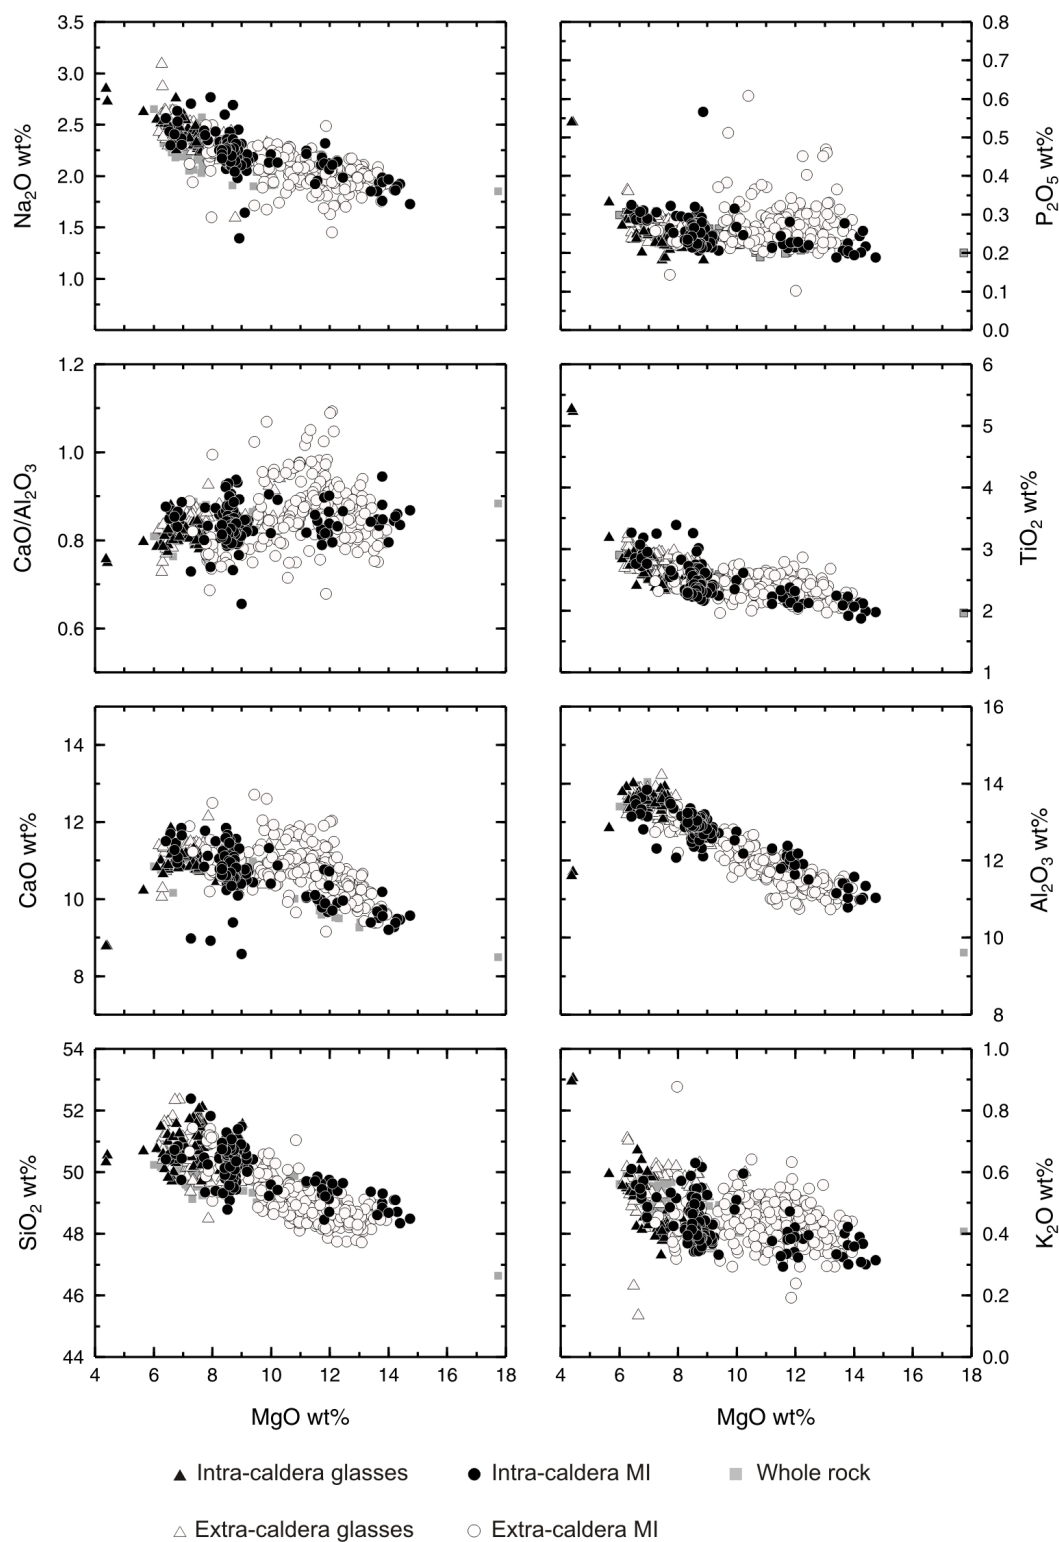 3.5
3.0
2.5
2.0
1.5
1.0
Na2O wt%
0.8
0.7
0.6
0.5
0.4
0.3
0.2
0.1
0.0
P2O5 wt%
1.2
1.0
0.8
0.6
CaO/Al2O3
6
5
4
3
2
1
TiO2 wt%
14
12
10
8
CaO wt%
16
14
12
10
8
Al2O3 wt%
54
52
50
48
46
44
SiO2 wt%
1.0
0.8
0.6
0.4
0.2
0.0
K2O wt%
4 6 8 10 12 14 16 18
4 6 8 10 12 14 16 18
MgO wt%
MgO wt%
Intra-caldera glasses
Intra-caldera MI
Whole rock
Extra-caldera glasses
Extra-caldera MI